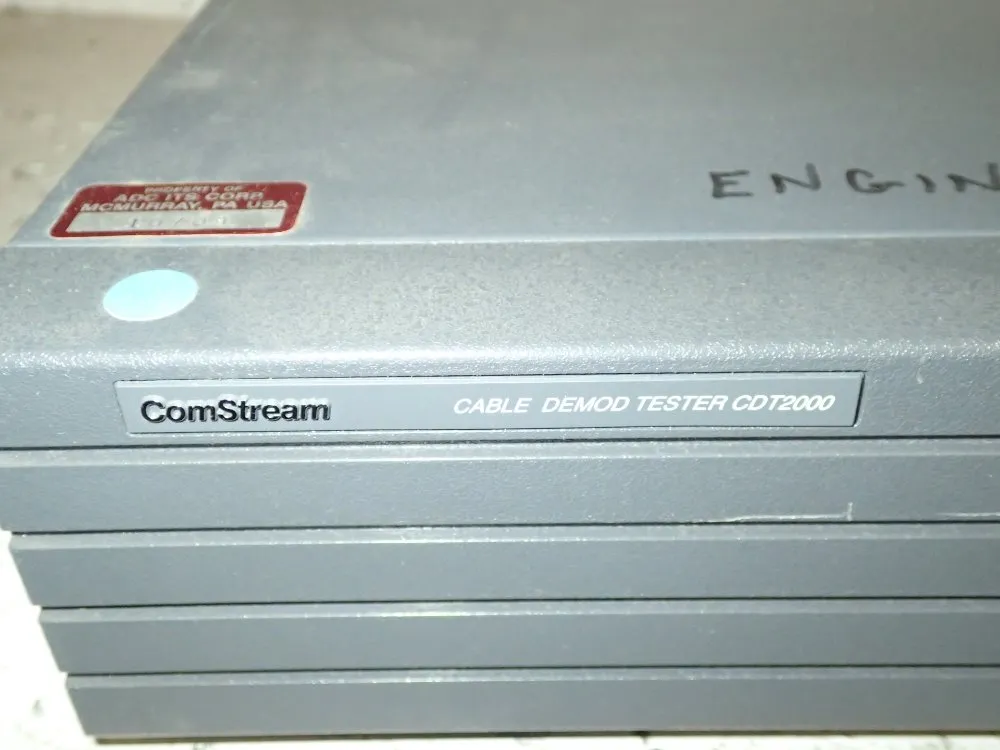 PROPERTY OF
ADC ITS CORP.
MCMURRAY, PA USA
ENGIN
ComStream
CABLE DEMOD TESTER CDT2000